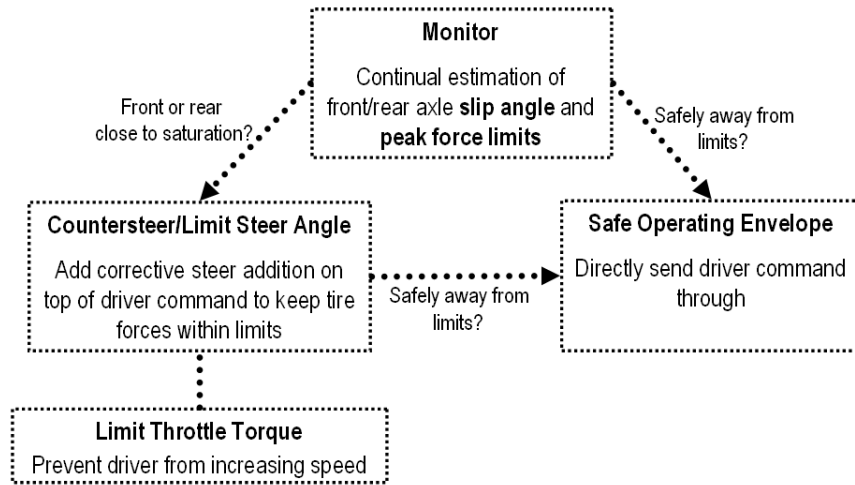 Monitor
Continual estimation of
front/rear axle slip angle and
peak force limits
Front or rear
close to saturation?
Safely away from
limits?
Countersteer/Limit Steer Angle
Add corrective steer addition on
top of driver command to keep tire
forces within limits
Safely away from
limits?
Safe Operating Envelope
Directly send driver command
through
Limit Throttle Torque
Prevent driver from increasing speed